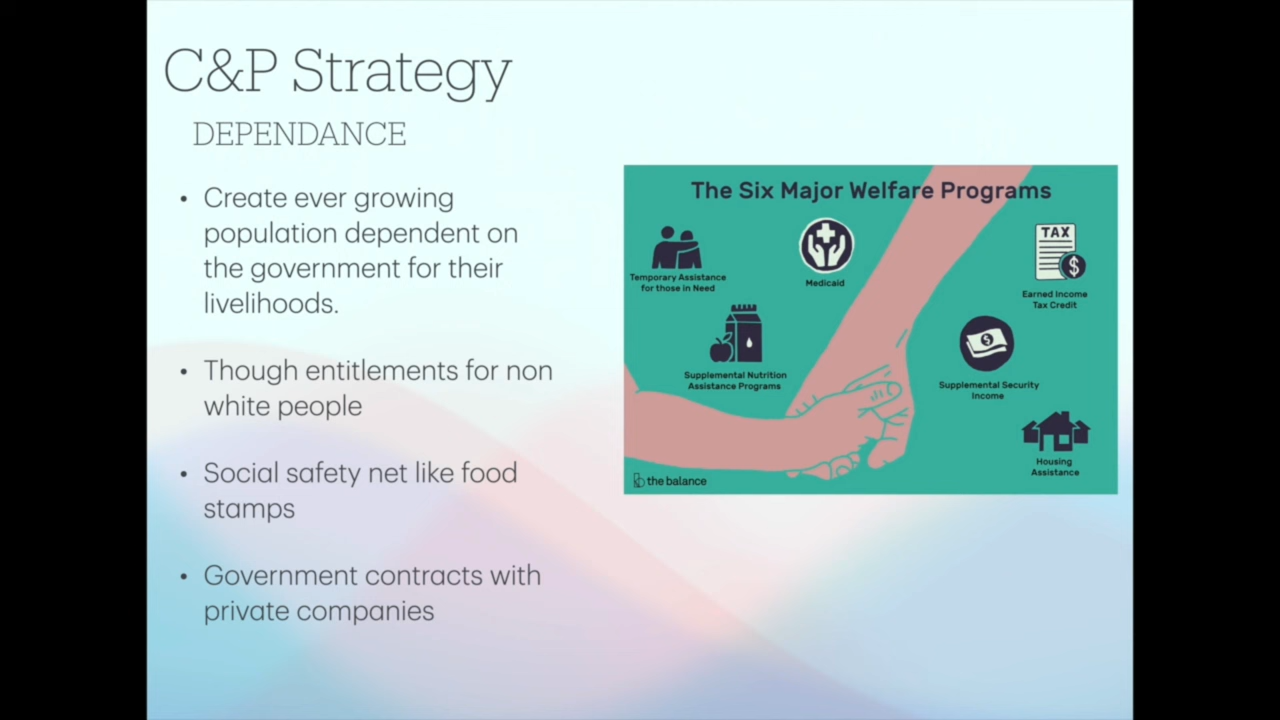 C&P Strategy
DEPENDANCE
• Create ever growing
population dependent on
the government for their
livelihoods.
• Though entitlements for non
white people
• Social safety net like food
stamps
• Government contracts with
private companies
The Six Major Welfare Programs
Temporary Assistance
for those in Need
Medicaid
TAX
$
Earned Income
Tax Credit
Supplemental Nutrition
Assistance Programs
$
Supplemental Security
Income
Housing
Assistance
the balance